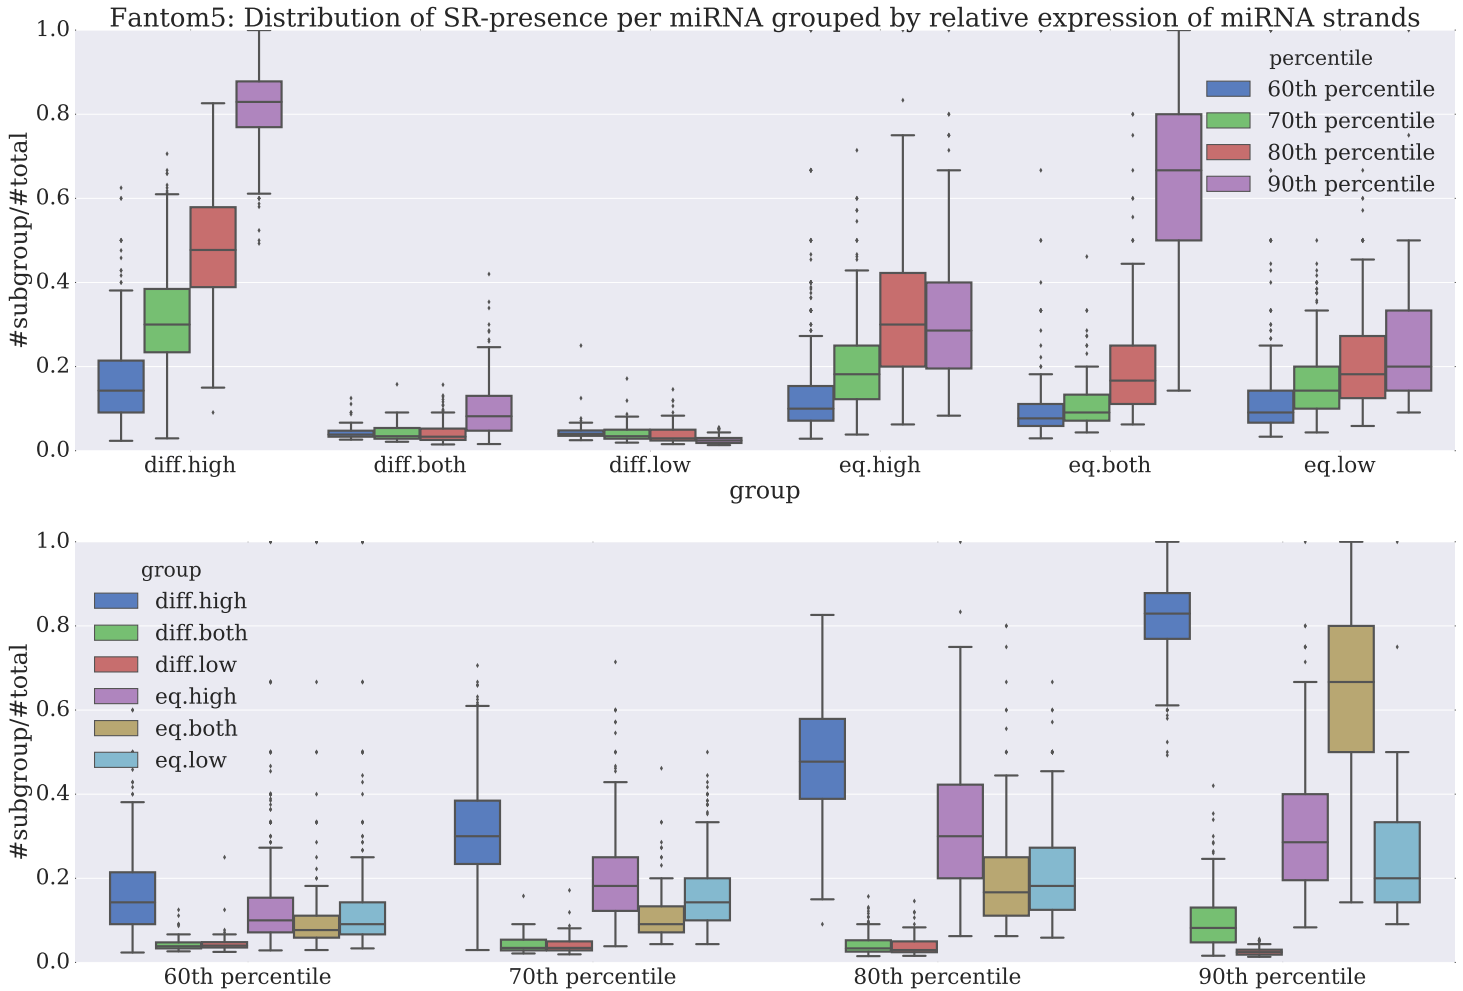 Fantom5: Distribution of SR-presence per miRNA grouped by relative expression of miRNA strands
#subgroup/#total
1.0
0.8
0.6
0.4
0.2
0.0
percentile
60th percentile
70th percentile
80th percentile
90th percentile
diff.high diff.both diff.low eq.high eq.both eq.low
group
#subgroup/#total
1.0
0.8
0.6
0.4
0.2
0.0
group
diff.high
diff.both
diff.low
eq.high
eq.both
eq.low
60th percentile 70th percentile 80th percentile 90th percentile